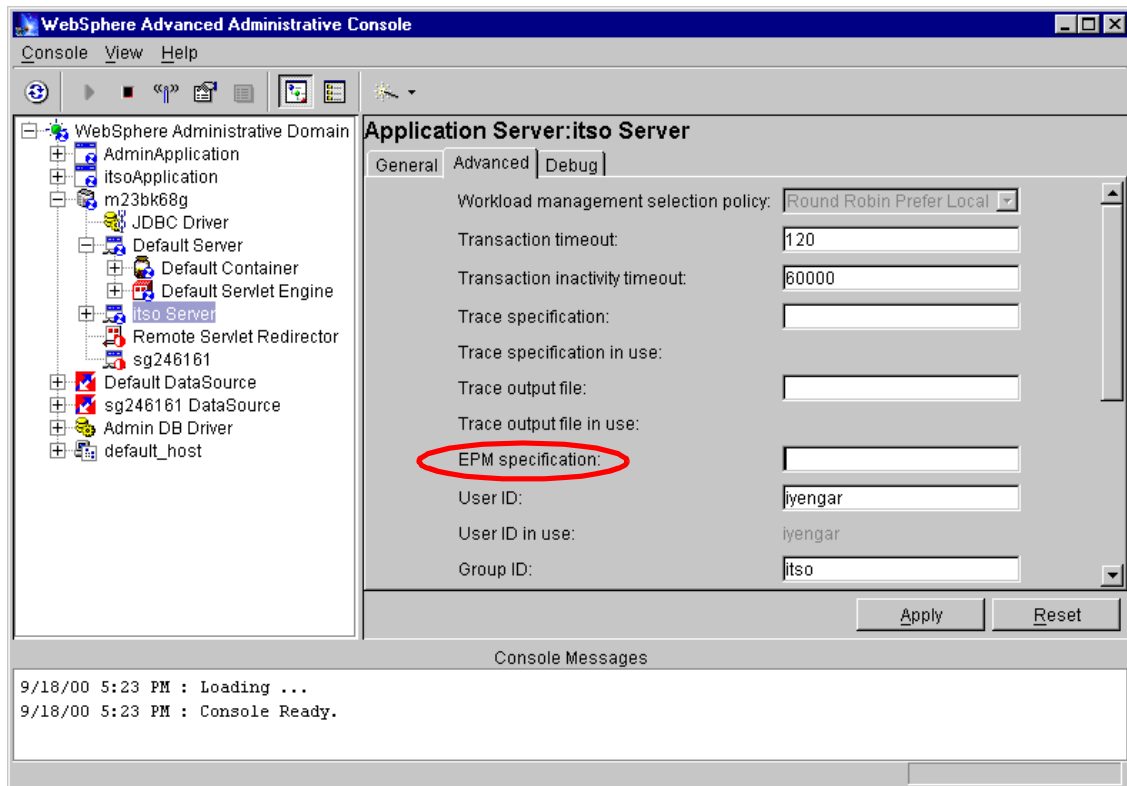 WebSphere Advanced Administrative Console
Console View Help
WebSphere Administrative Domain
AdminApplication
itsoApplication
m23bk68g
JDBC Driver
Default Server
Default Container
Default Servlet Engine
itso Server
Remote Servlet Redirector
sg246161
Default DataSource
sg246161 DataSource
Admin DB Driver
default_host
Application Server:itso Server
General Advanced Debug
Workload management selection policy: Round Robin Prefer Local
Transaction timeout: 120
Transaction inactivity timeout: 60000
Trace specification:
Trace specification in use:
Trace output file:
Trace output file in use:
EPM specification:
User ID: iyengar
User ID in use: iyengar
Group ID: itso
Apply Reset
Console Messages
9/18/00 5:23 PM : Loading ...
9/18/00 5:23 PM : Console Ready.